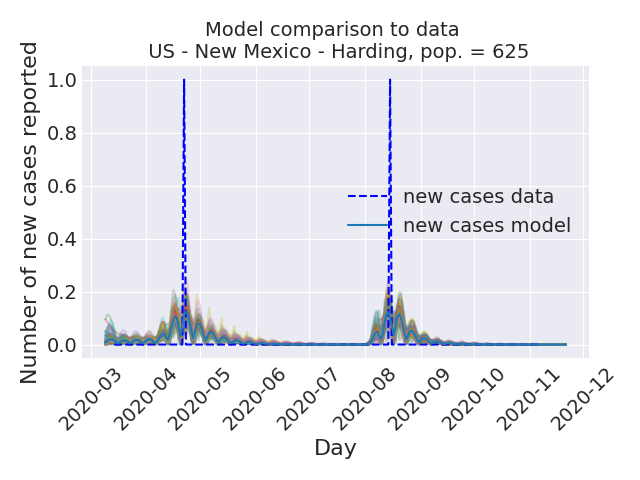 Model comparison to data
US - New Mexico - Harding, pop. = 625
Number of new cases reported
1.0
0.8
0.6
0.4
0.2
0.0
new cases data
new cases model
2020-03
2020-04
2020-05
2020-06
2020-07
2020-08
2020-09
2020-10
2020-11
2020-12
Day